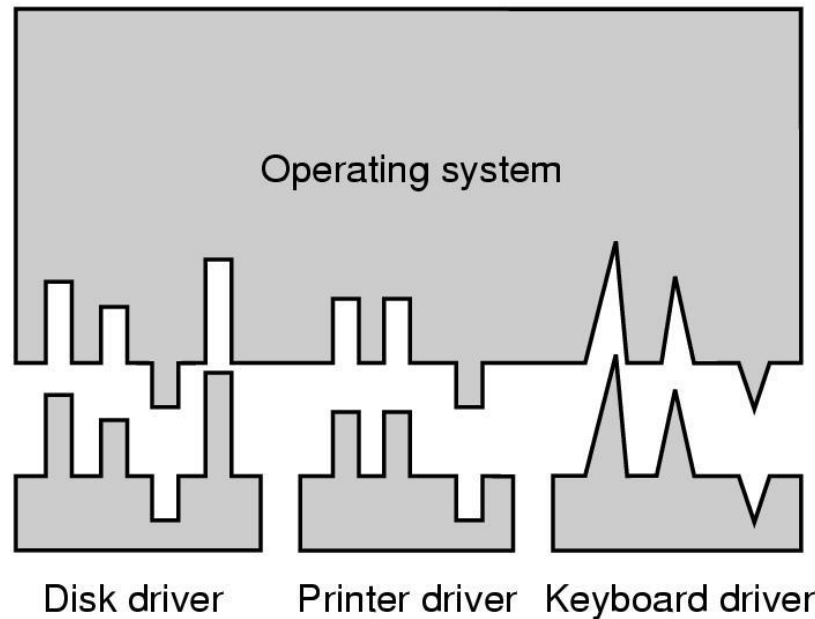 Operating system
Disk driver
Printer driver
Keyboard driver